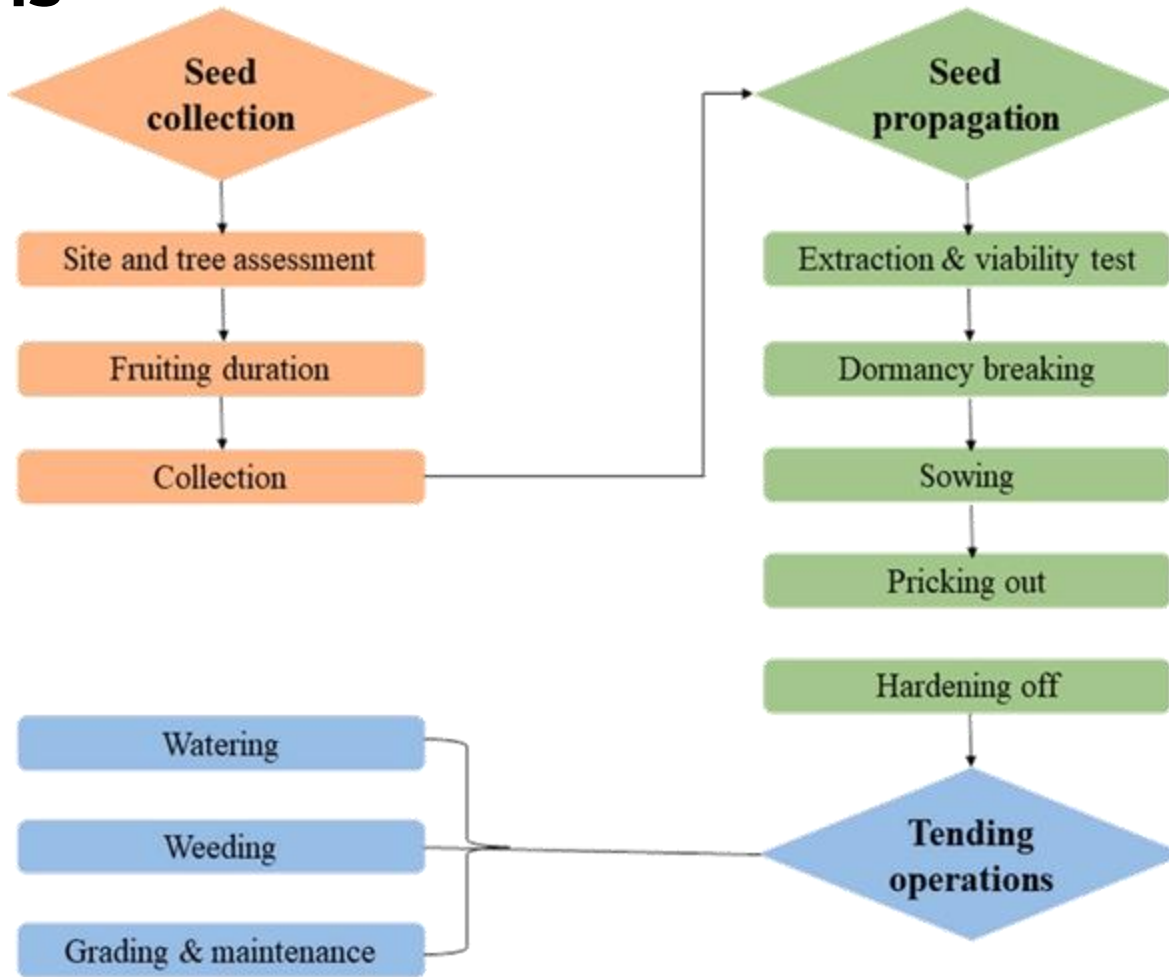 Seed
collection
Site and tree assessment
Fruiting duration
Collection
Seed
propagation
Extraction & viability test
Dormancy breaking
Sowing
Pricking out
Hardening off
Tending
operations
Watering
Weeding
Grading & maintenance